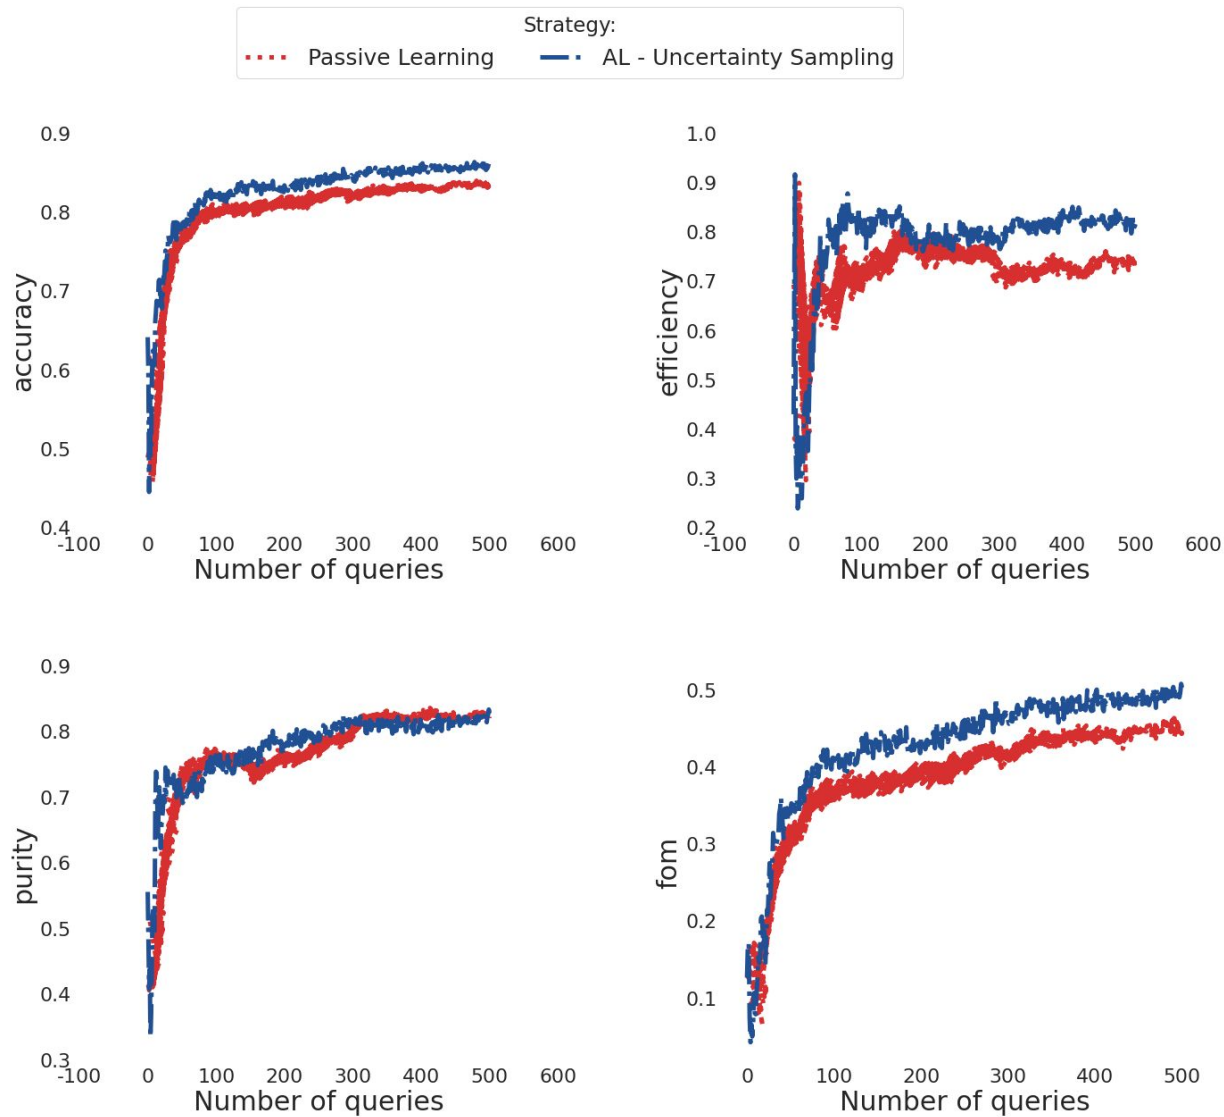 Strategy:
Passive Learning AL - Uncertainty Sampling
accuracy
0.9
0.8
0.7
0.6
0.5
0.4
-100 0 100 200 300 400 500 600
Number of queries
efficiency
1.0
0.9
0.8
0.7
0.6
0.5
0.4
0.3
0.2
-100 0 100 200 300 400 500 600
Number of queries
purity
0.9
0.8
0.7
0.6
0.5
0.4
0.3
-100 0 100 200 300 400 500 600
Number of queries
fom
0.5
0.4
0.3
0.2
0.1
0 100 200 300 400 500
Number of queries